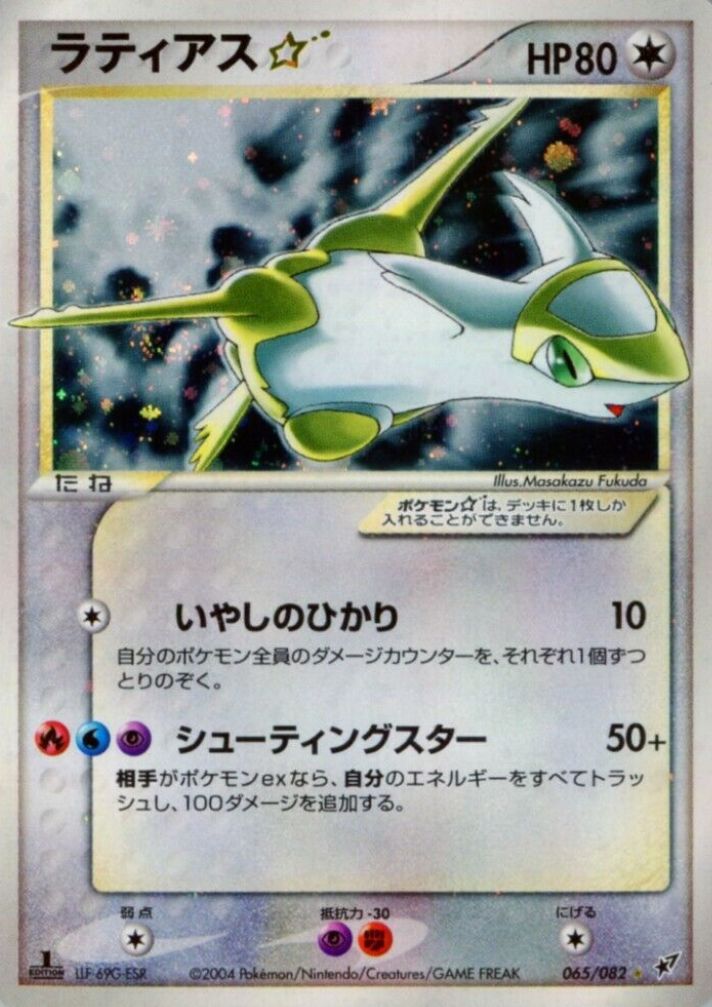 ラティアス☆
HP80
たね
Illus.Masakazu Fukuda
ポケモン☆は、デッキに1枚しか
入れることができません。
いやしのひかり 10
自分のポケモン全員のダメージカウンターを、それぞれ1個ずつ
とりのぞく。
シューティングスター 50+
相手がポケモンexなら、自分のエネルギーをすべてトラッ
シュし、100ダメージを追加する。
弱点 抵抗力 -30 にげる
1
EDITION
©2004 Pokémon/Nintendo/Creatures/GAME FREAK 065/082